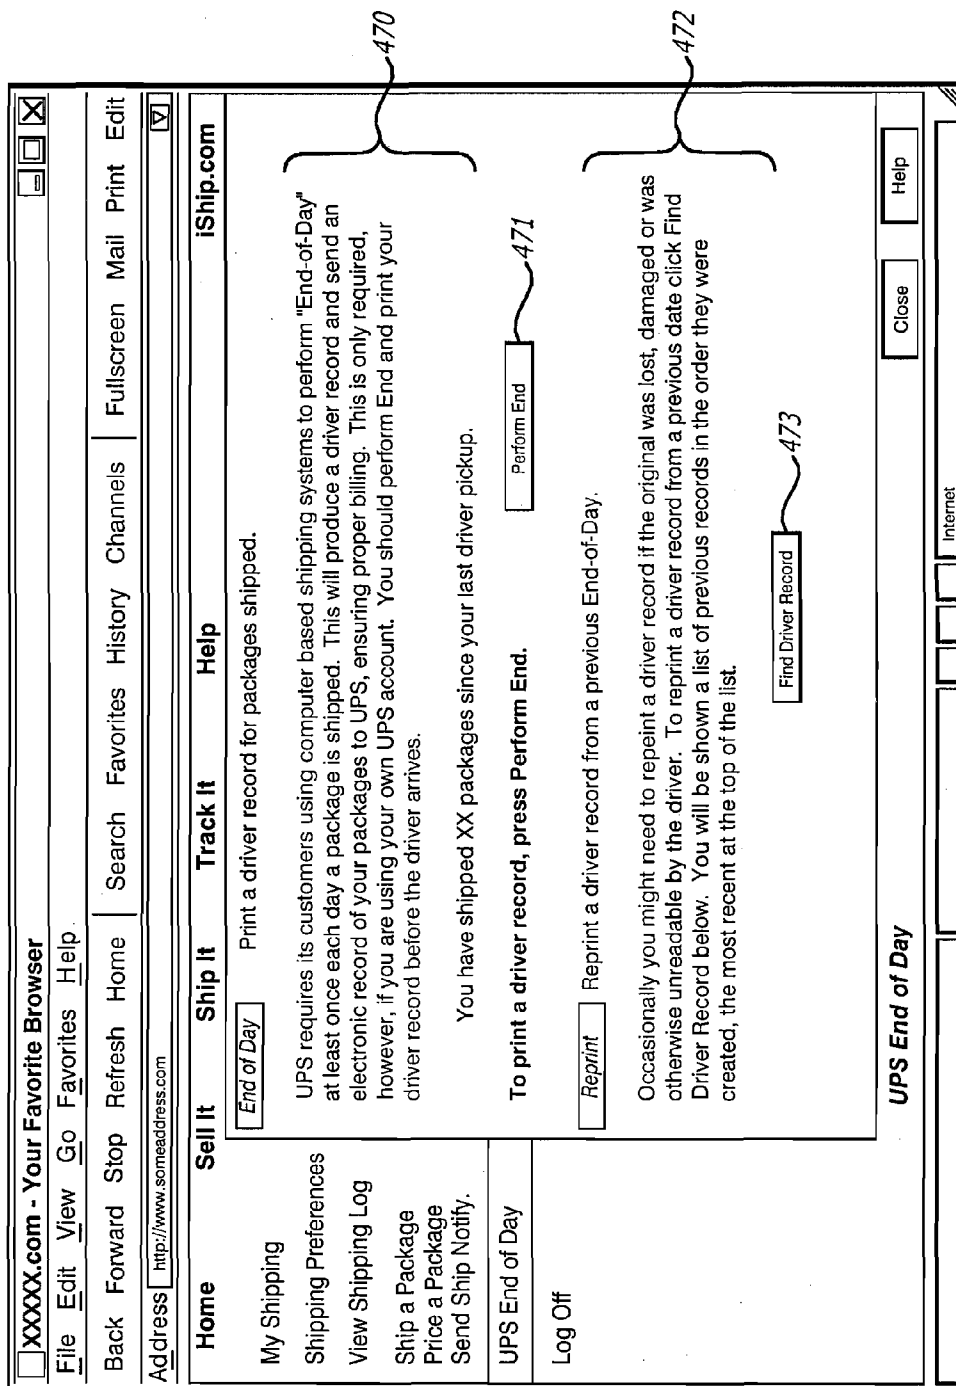 XXXXX.com - Your Favorite Browser
File Edit View Go Favorites Help
Back Forward Stop Refresh Home Search Favorites History Channels Fullscreen Mail Print Edit
Address http://www.someaddress.com
Home Sell It Ship It Track It Help iShip.com
My Shipping
Shipping Preferences
View Shipping Log
Ship a Package
Price a Package
Send Ship Notify.
UPS End of Day
Log Off
End of Day Print a driver record for packages shipped.
UPS requires its customers using computer based shipping systems to perform "End-of-Day"
at least once each day a package is shipped. This will produce a driver record and send an
electronic record of your packages to UPS, ensuring proper billing. This is only required,
however, if you are using your own UPS account. You should perform End and print your
driver record before the driver arrives.
470
You have shipped XX packages since your last driver pickup.
To print a driver record, press Perform End.
Perform End
471
Reprint Reprint a driver record from a previous End-of-Day.
Occasionally you might need to repeint a driver record if the original was lost, damaged or was
otherwise unreadable by the driver. To reprint a driver record from a previous date click Find
Driver Record below. You will be shown a list of previous records in the order they were
created, the most recent at the top of the list.
472
Find Driver Record
473
UPS End of Day
Close Help
Internet